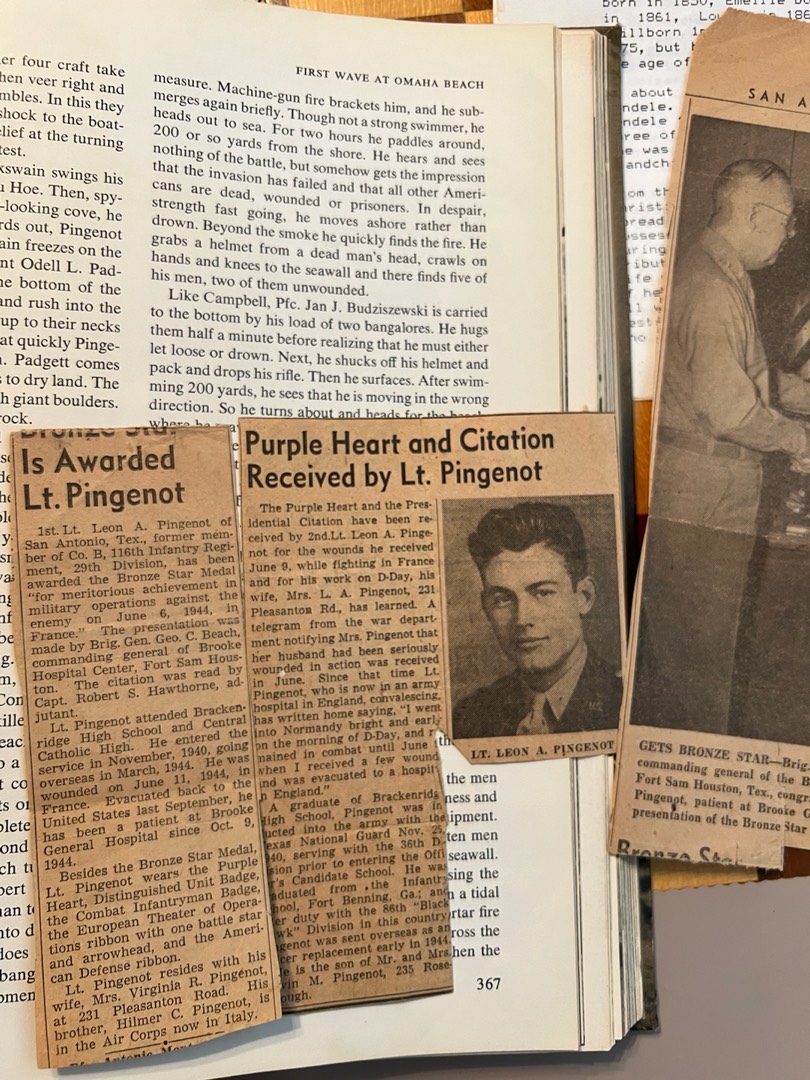 FIRST WAVE AT OMAHA BEACH
er four craft take
hen veer right and
mbles. In this they
shock to the boat-
elief at the turning
test.
xswain swings his
u Hoe. Then, spy-
-looking cove, he
rds out, Pingenot
ain freezes on the
nt Odell L. Pad-
he bottom of the
and rush into the
up to their necks
at quickly Pinge-
. Padgett comes
s to dry land. The
h giant boulders.
rock.
measure. Machine-gun fire brackets him, and he sub-
merges again briefly. Though not a strong swimmer, he
heads out to sea. For two hours he paddles around,
200 or so yards from the shore. He hears and sees
nothing of the battle, but somehow gets the impression
that the invasion has failed and that all other Ameri-
cans are dead, wounded or prisoners. In despair,
strength fast going, he moves ashore rather than
drown. Beyond the smoke he quickly finds the fire. He
grabs a helmet from a dead man's head, crawls on
hands and knees to the seawall and there finds five of
his men, two of them unwounded.
Like Campbell, Pfc. Jan J. Budziszewski is carried
to the bottom by his load of two bangalores. He hugs
them half a minute before realizing that he must either
let loose or drown. Next, he shucks off his helmet and
pack and drops his rifle. Then he surfaces. After swim-
ming 200 yards, he sees that he is moving in the wrong
direction. So he turns about and heads for the
where he
the men
ness and
ipment.
ten men
seawall.
sing the
n a tidal
rtar fire
ross the
hen the
367
Bronze Star
Is Awarded
Lt. Pingenot
1st. Lt. Leon A. Pingenot of
San Antonio, Tex., former mem-
ber of Co. B, 116th Infantry Regi-
ment, 29th Division, has been
awarded the Bronze Star Medal
"for meritorious achievement in
military operations against the
enemy on June 6, 1944, in
France." The presentation was
made by Brig. Gen. Geo. C. Beach,
commanding general of Brooke
Hospital Center, Fort Sam Hous-
ton. The citation was read by
Capt. Robert S. Hawthorne, ad-
jutant.
Lt. Pingenot attended Bracken-
ridge High School and Central
Catholic High. He entered the
service in November, 1940, going
overseas in March, 1944. He was
wounded on June 11, 1944, in
France. Evacuated back to the
United States last September, he
has been a patient at Brooke
General Hospital since Oct. 9,
1944.
Besides the Bronze Star Medal,
Lt. Pingenot wears the Purple
Heart, Distinguished Unit Badge,
the Combat Infantryman Badge,
the European Theater of Opera-
tions ribbon with one battle star
and arrowhead, and the Ameri-
can Defense ribbon.
Lt. Pingenot resides with his
wife, Mrs. Virginia R. Pingenot,
at 231 Pleasanton Road. His
brother, Hilmer C. Pingenot, is
in the Air Corps now in Italy.
Purple Heart and Citation
Received by Lt. Pingenot
The Purple Heart and the Pres-
idential Citation have been re-
ceived by 2nd.Lt. Leon A. Pinge-
not for the wounds he received
June 9, while fighting in France
and for his work on D-Day, his
wife, Mrs. L. A. Pingenot, 231
Pleasanton Rd., has learned. A
telegram from the war depart-
ment notifying Mrs. Pingenot that
her husband had been seriously
wounded in action was received
in June. Since that time Lt.
Pingenot, who is now in an army
hospital in England, convalescing,
has written home saying, "I went
into Normandy bright and early
on the morning of D-Day, and r
mained in combat until June
when I received a few wound
nd was evacuated to a hospit
n England."
A graduate of Brackenrid
High School, Pingenot was in
ucted into the army with the
exas National Guard Nov. 25,
40, serving with the 36th D
sion prior to entering the Offi
r's Candidate School. He was
aduated from the Infantr
hool, Fort Benning, Ga.; an
er duty with the 86th "Black
wk" Division in this country
genot was sent overseas as an
cer replacement early in 1944.
e is the son of Mr. and Mrs.
vin M. Pingenot, 235 Rose-
ough.
LT. LEON A. PINGENOT
SAN A
GETS BRONZE STAR—Brig.
commanding general of the B
Fort Sam Houston, Tex., congr
Pingenot, patient at Brooke G
presentation of the Bronze Star
Bronze Star
in 1861, Lou
illborn
75, but
e age of
about
ndele.
ndele
ree of
e was
andch